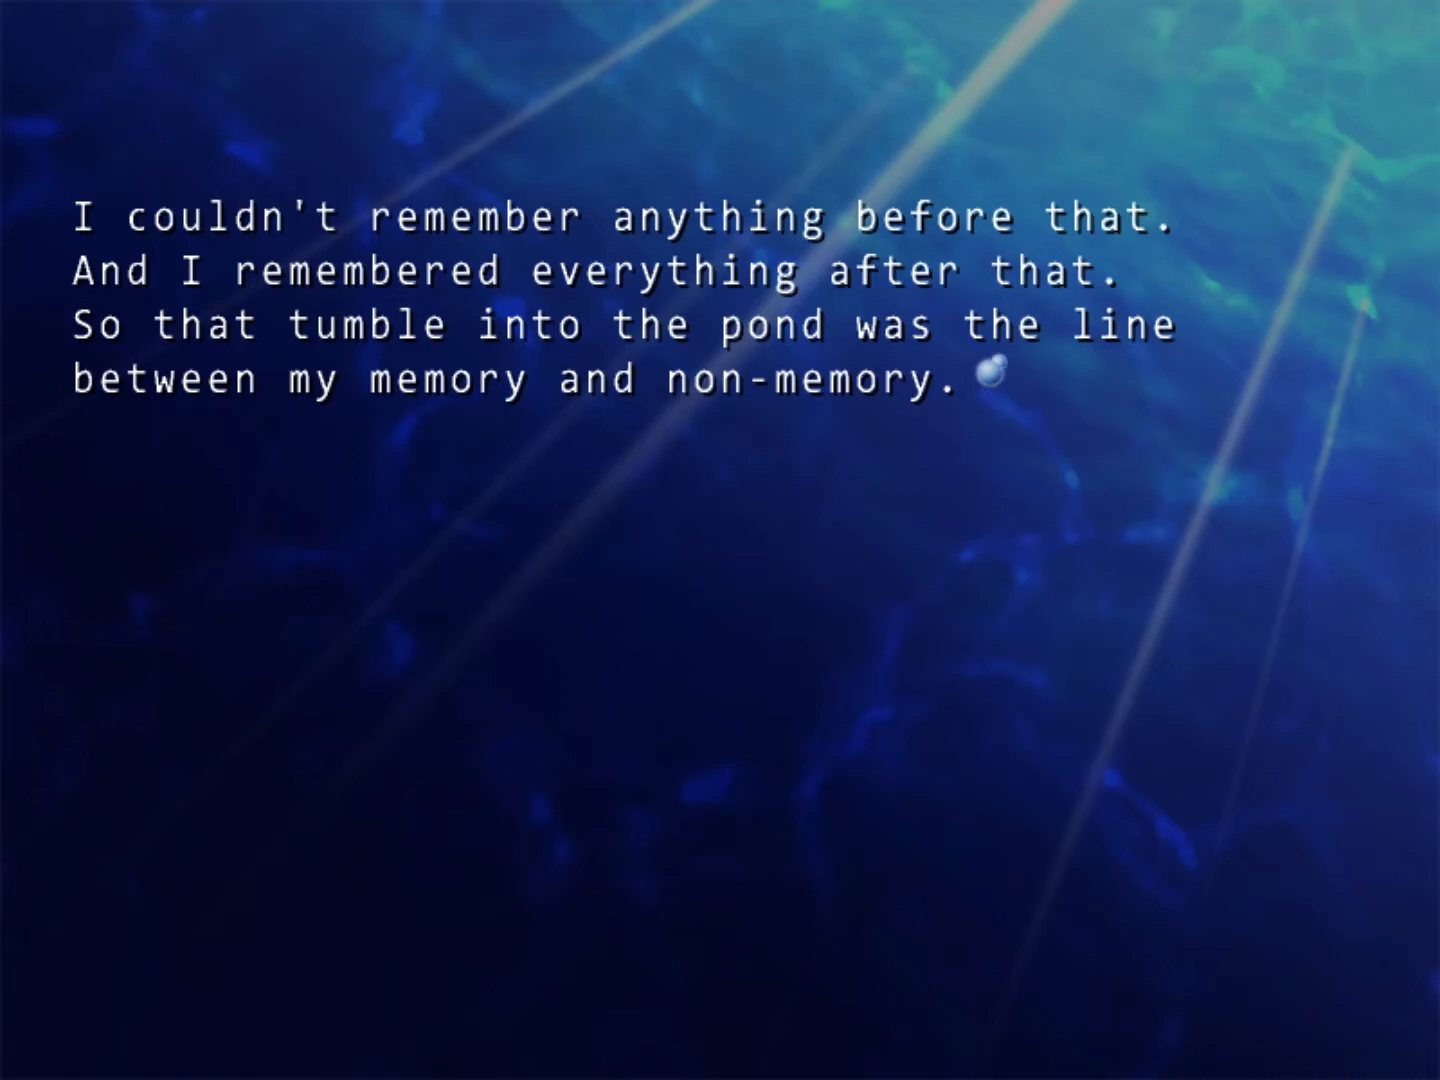 I couldn't remember anything before that.
And I remembered everything after that.
So that tumble into the pond was the line
between my memory and non-memory.